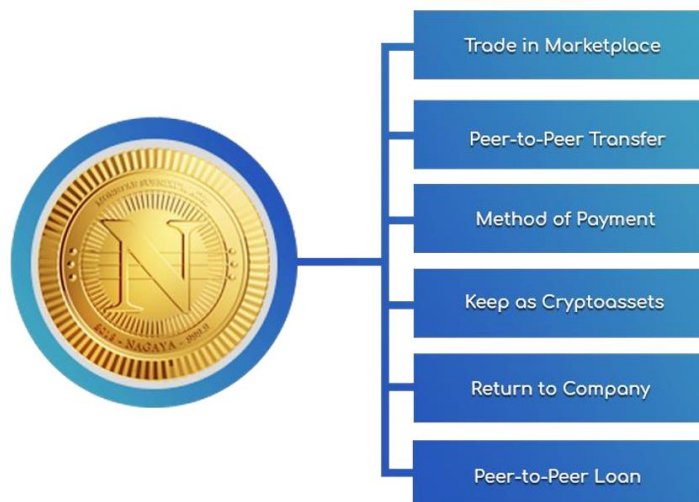 N
NAGAYA
Trade in Marketplace
Peer-to-Peer Transfer
Method of Payment
Keep as Cryptoassets
Return to Company
Peer-to-Peer Loan